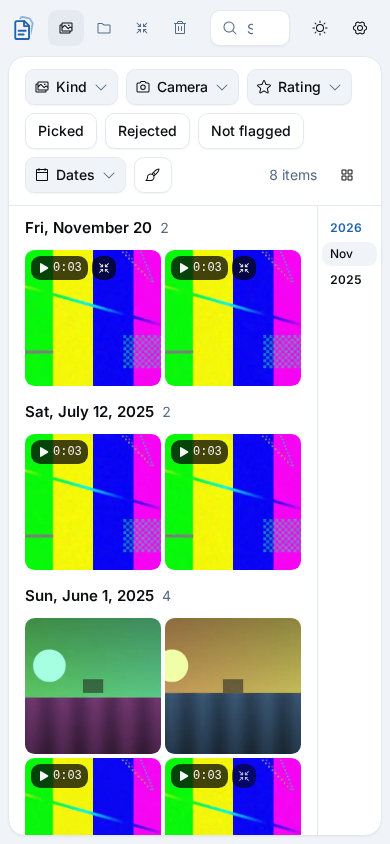 S
Kind Camera Rating
Picked Rejected Not flagged
Dates 8 items
Fri, November 20 2
2026
Nov
2025
0:03 0:03
Sat, July 12, 2025 2
0:03 0:03
Sun, June 1, 2025 4
0:03 0:03